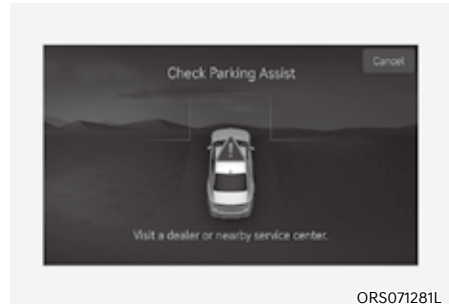 Cancel
Check Parking Assist
Visit a dealer or nearby service center.
ORS071281L